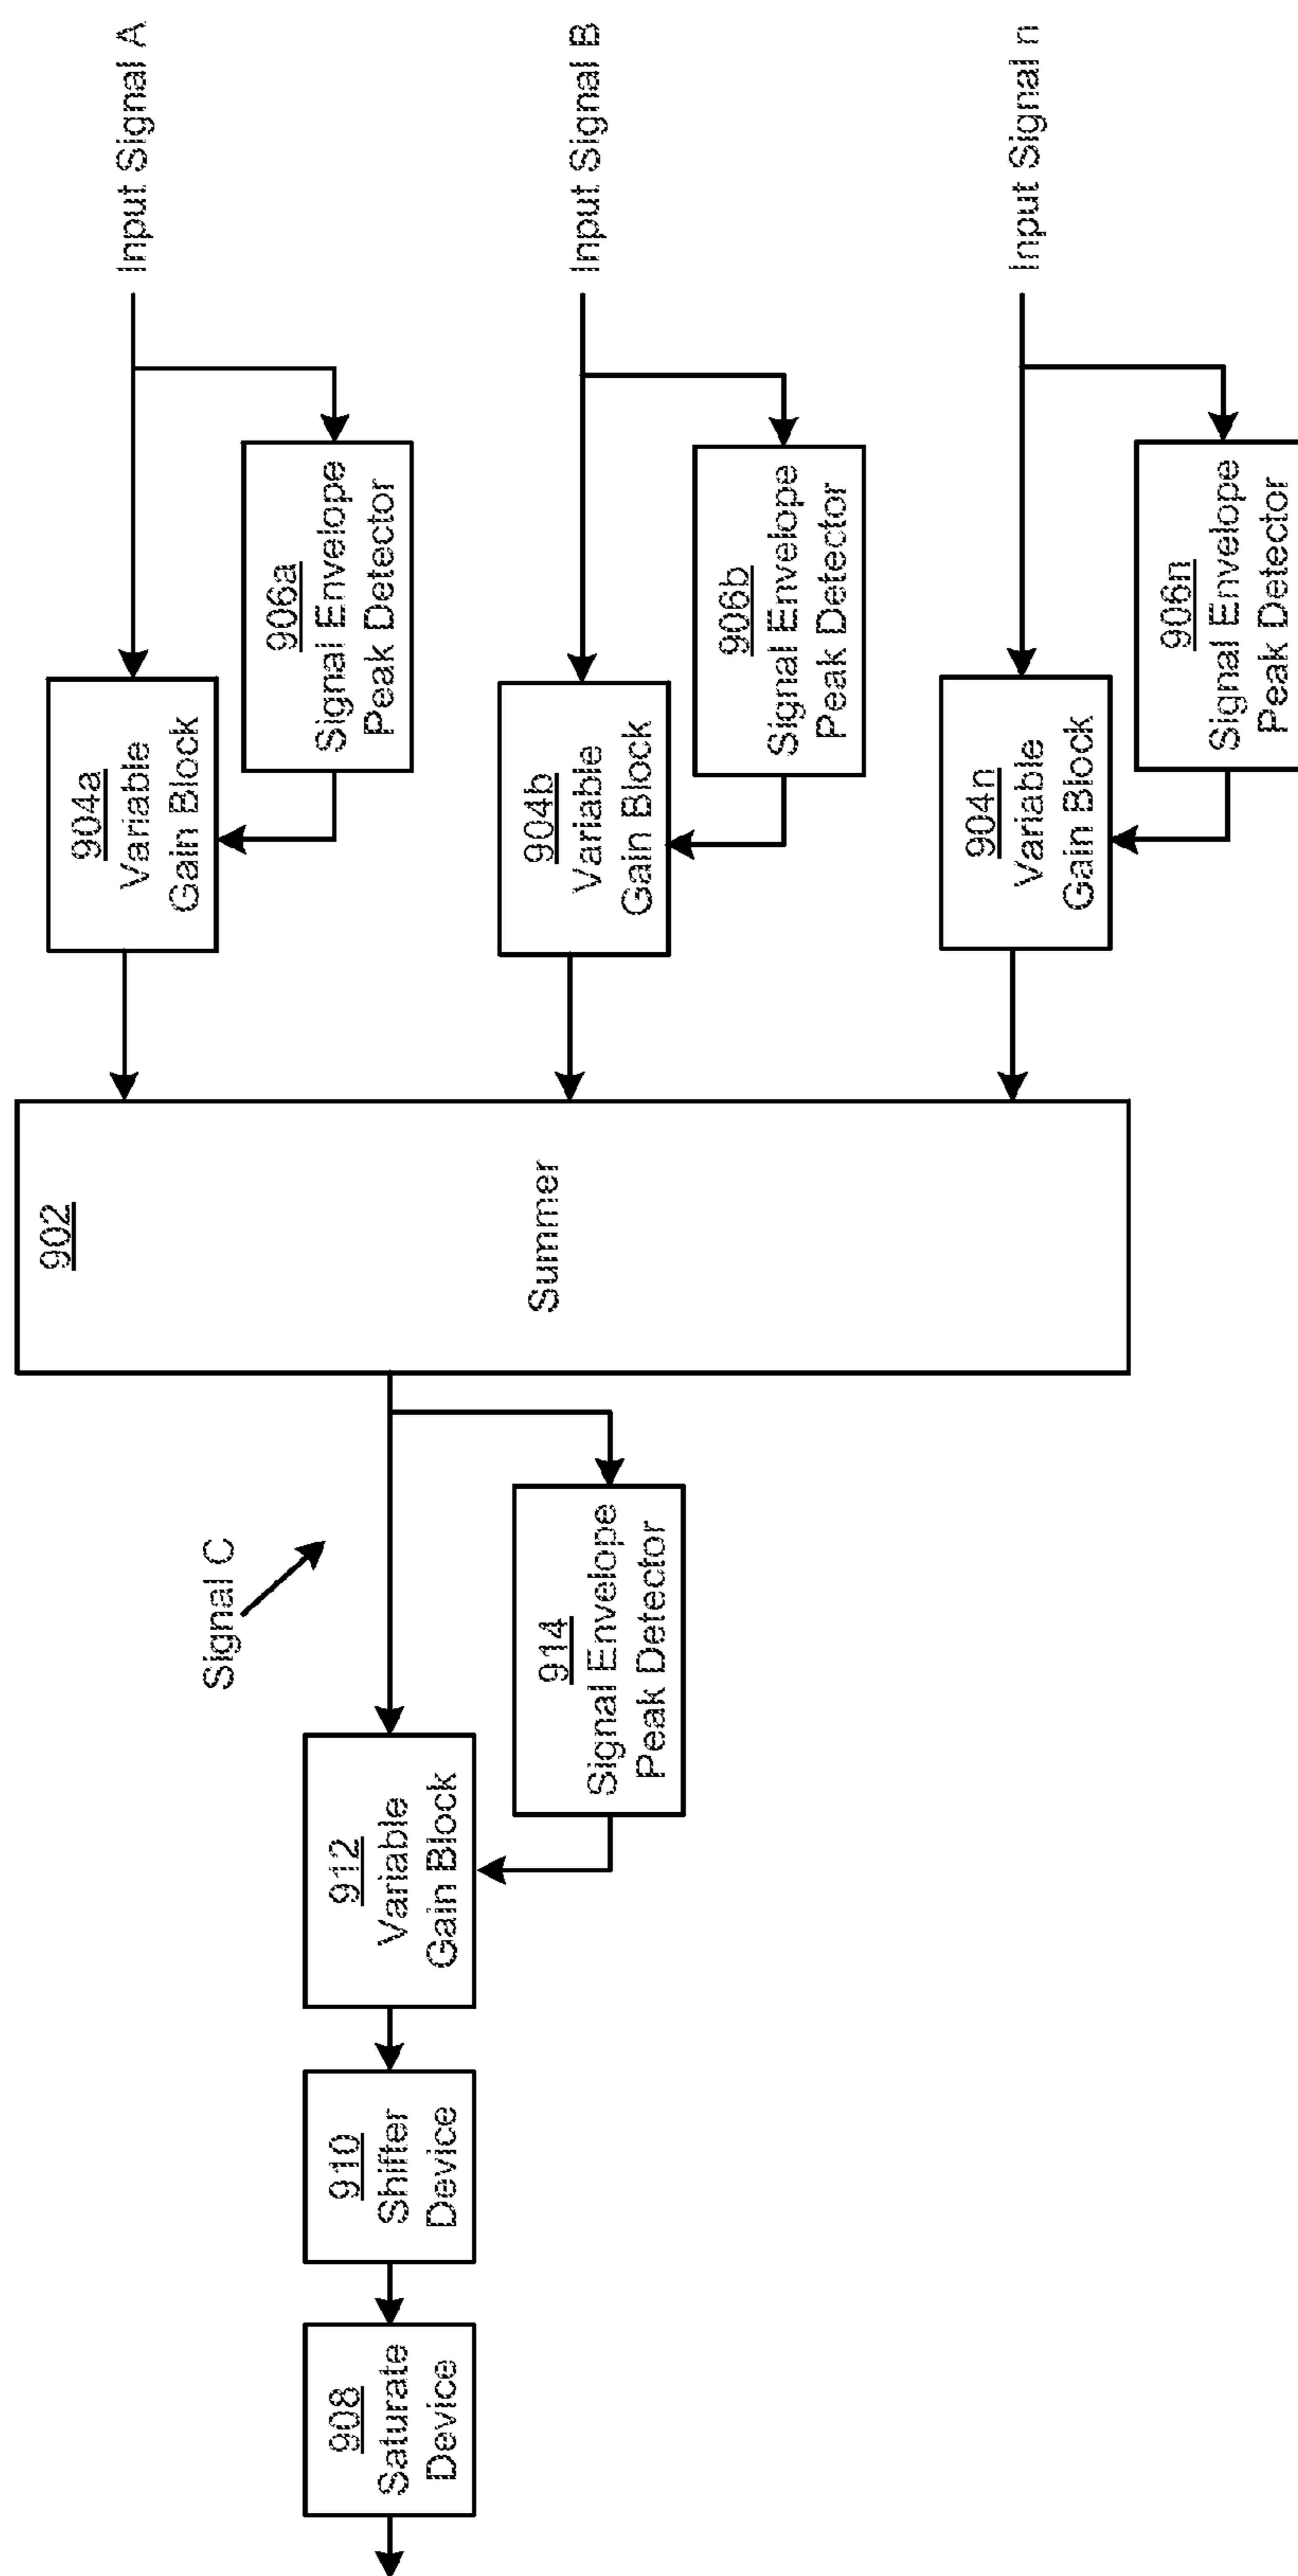 Input Signal A
904a
Variable
Gain Block
906a
Signal Envelope
Peak Detector
Input Signal B
904b
Variable
Gain Block
906b
Signal Envelope
Peak Detector
Input Signal n
904n
Variable
Gain Block
906n
Signal Envelope
Peak Detector
902
Summer
Signal C
912
Variable
Gain Block
914
Signal Envelope
Peak Detector
910
Shifter
Device
908
Saturate
Device